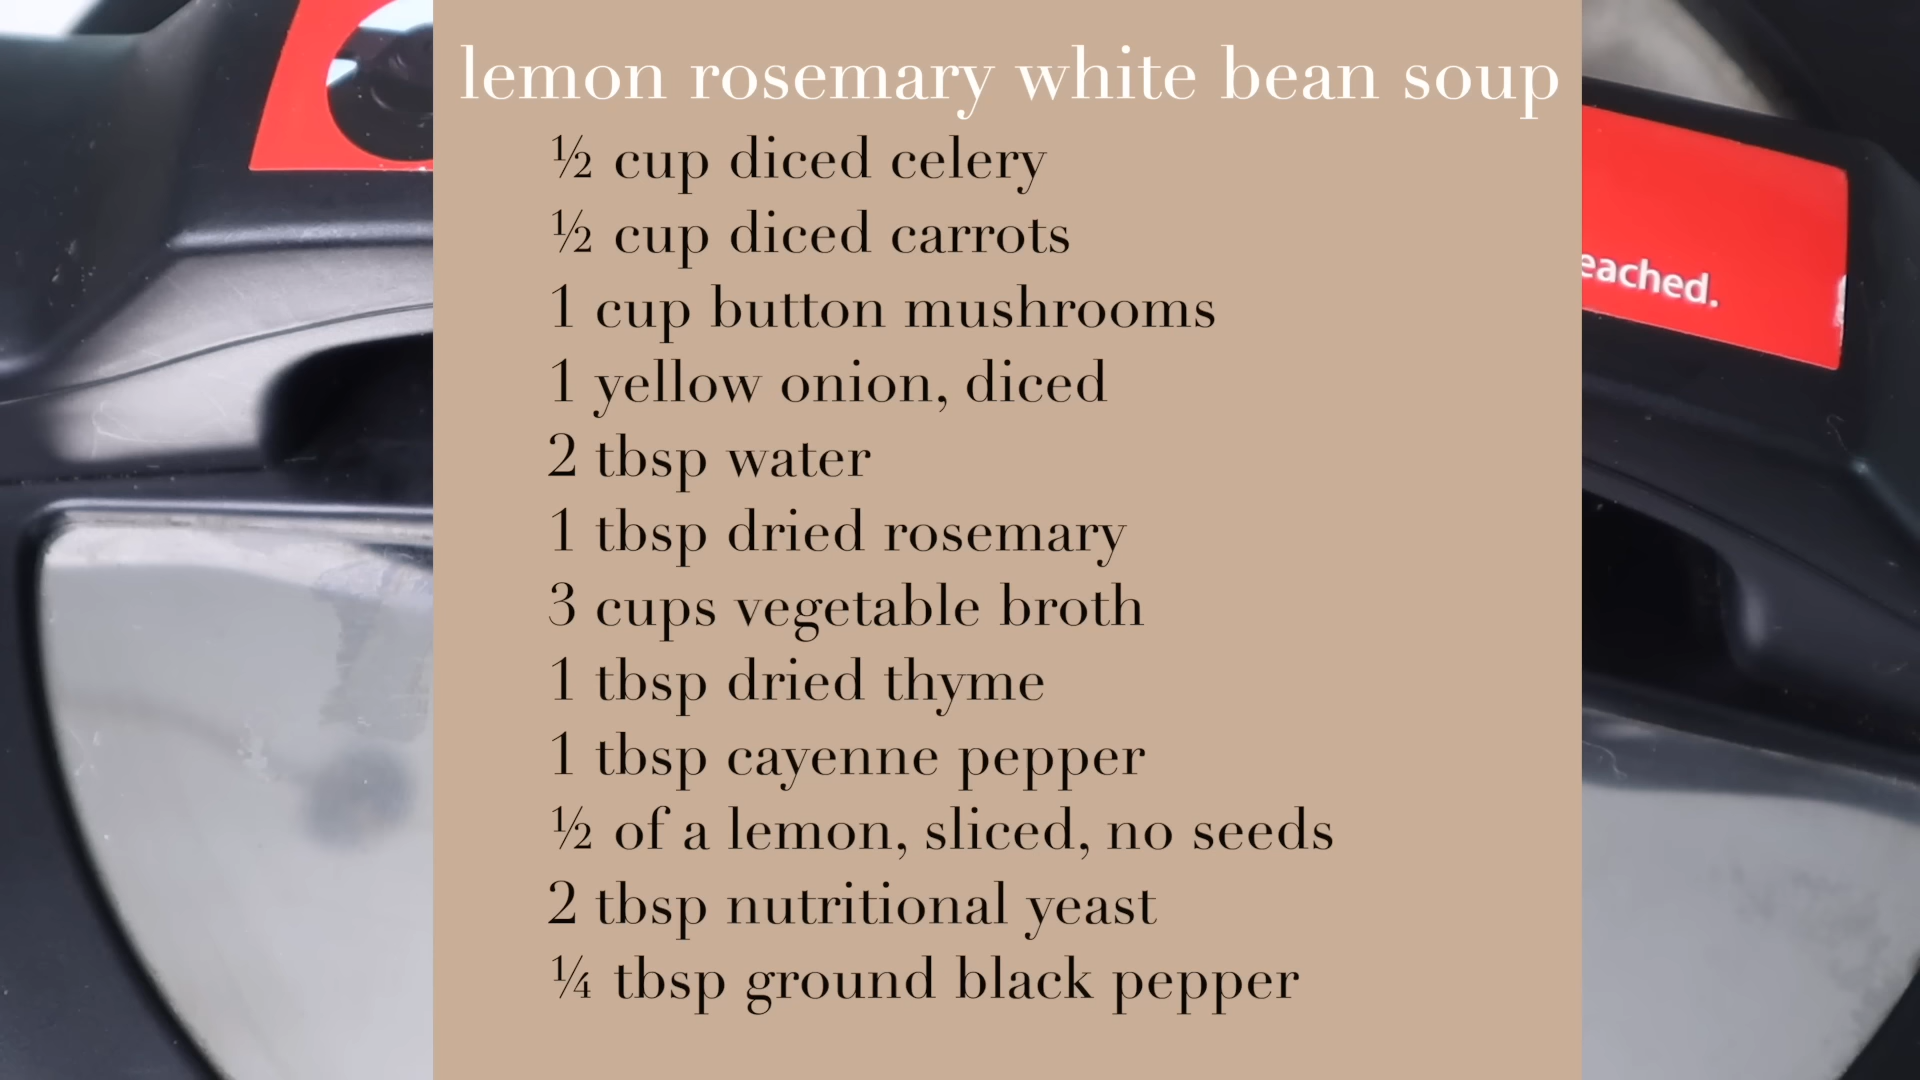 lemon rosemary white bean soup
½ cup diced celery
½ cup diced carrots
1 cup button mushrooms
1 yellow onion, diced
2 tbsp water
1 tbsp dried rosemary
3 cups vegetable broth
1 tbsp dried thyme
1 tbsp cayenne pepper
½ of a lemon, sliced, no seeds
2 tbsp nutritional yeast
¼ tbsp ground black pepper
eached.